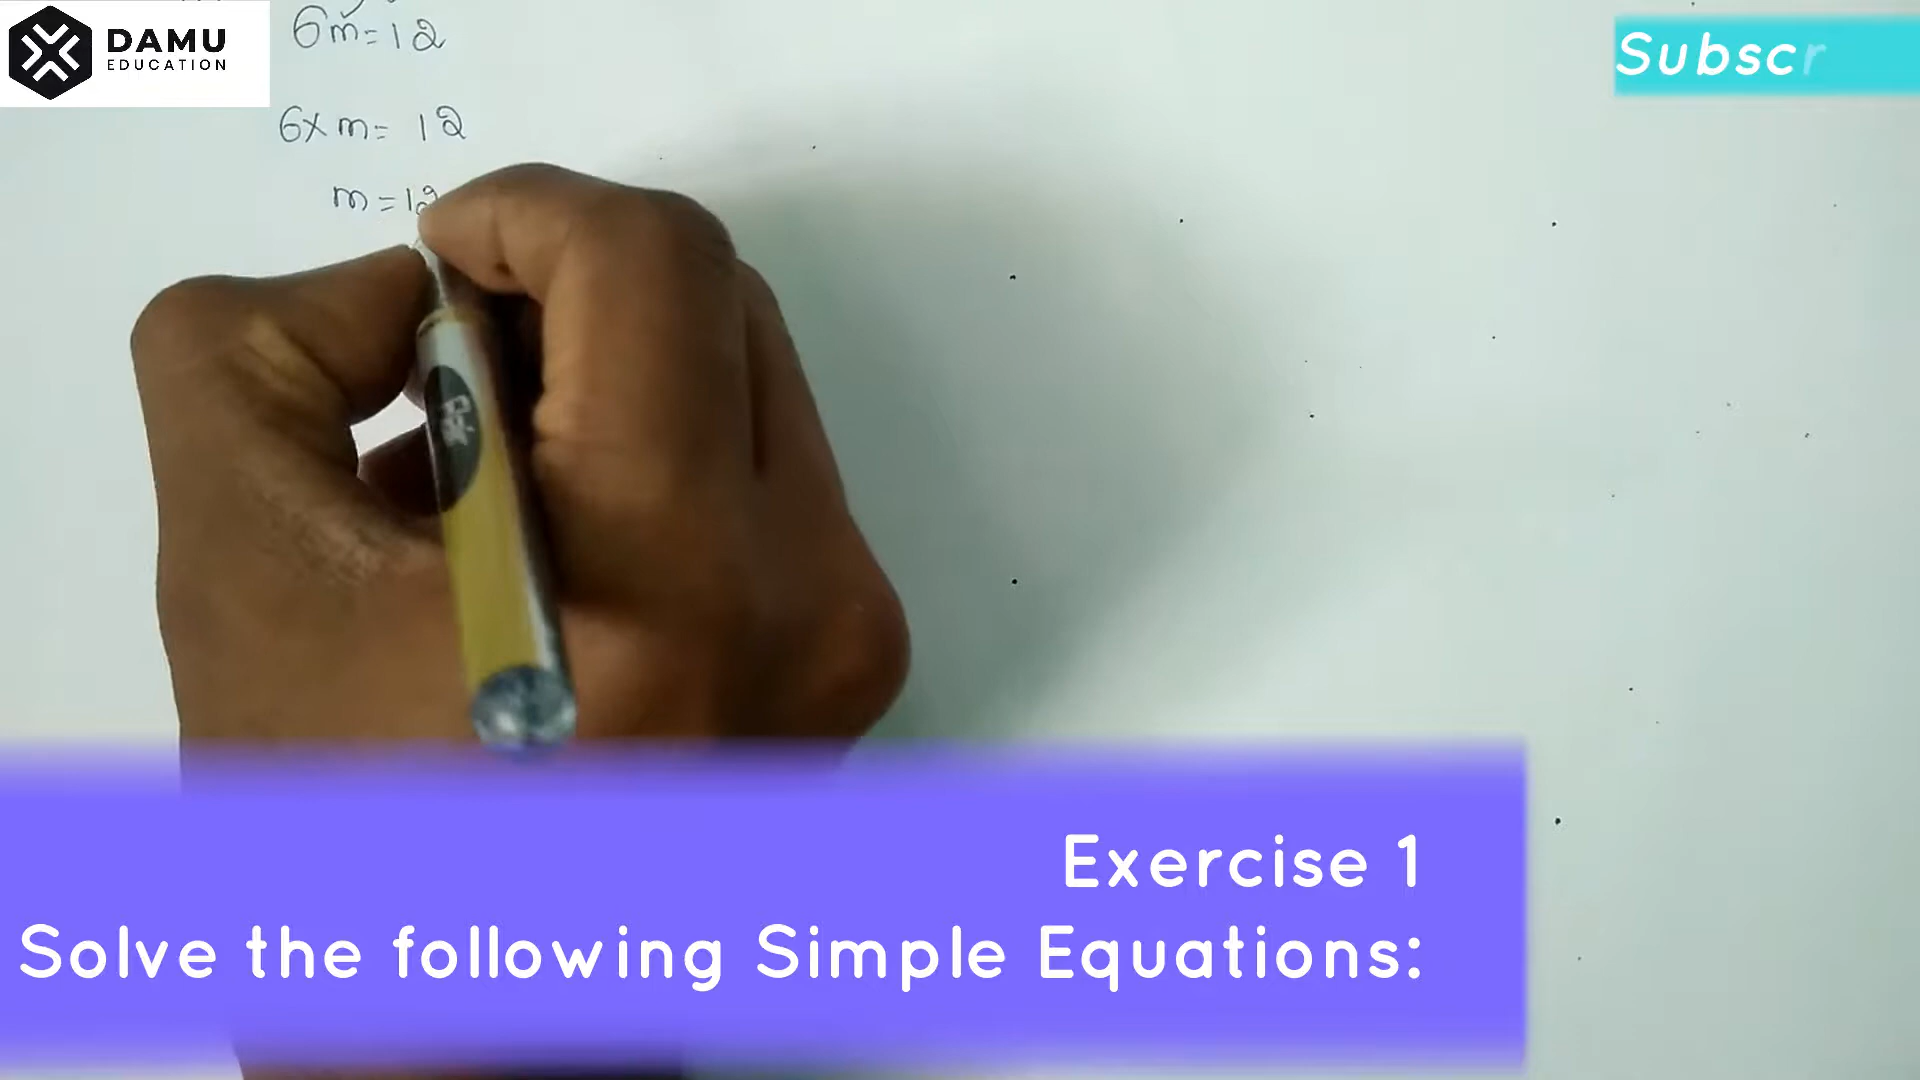 DAMU
EDUCATION
Subscr
6m=12
6×m= 12
m=12
Exercise 1
Solve the following Simple Equations: